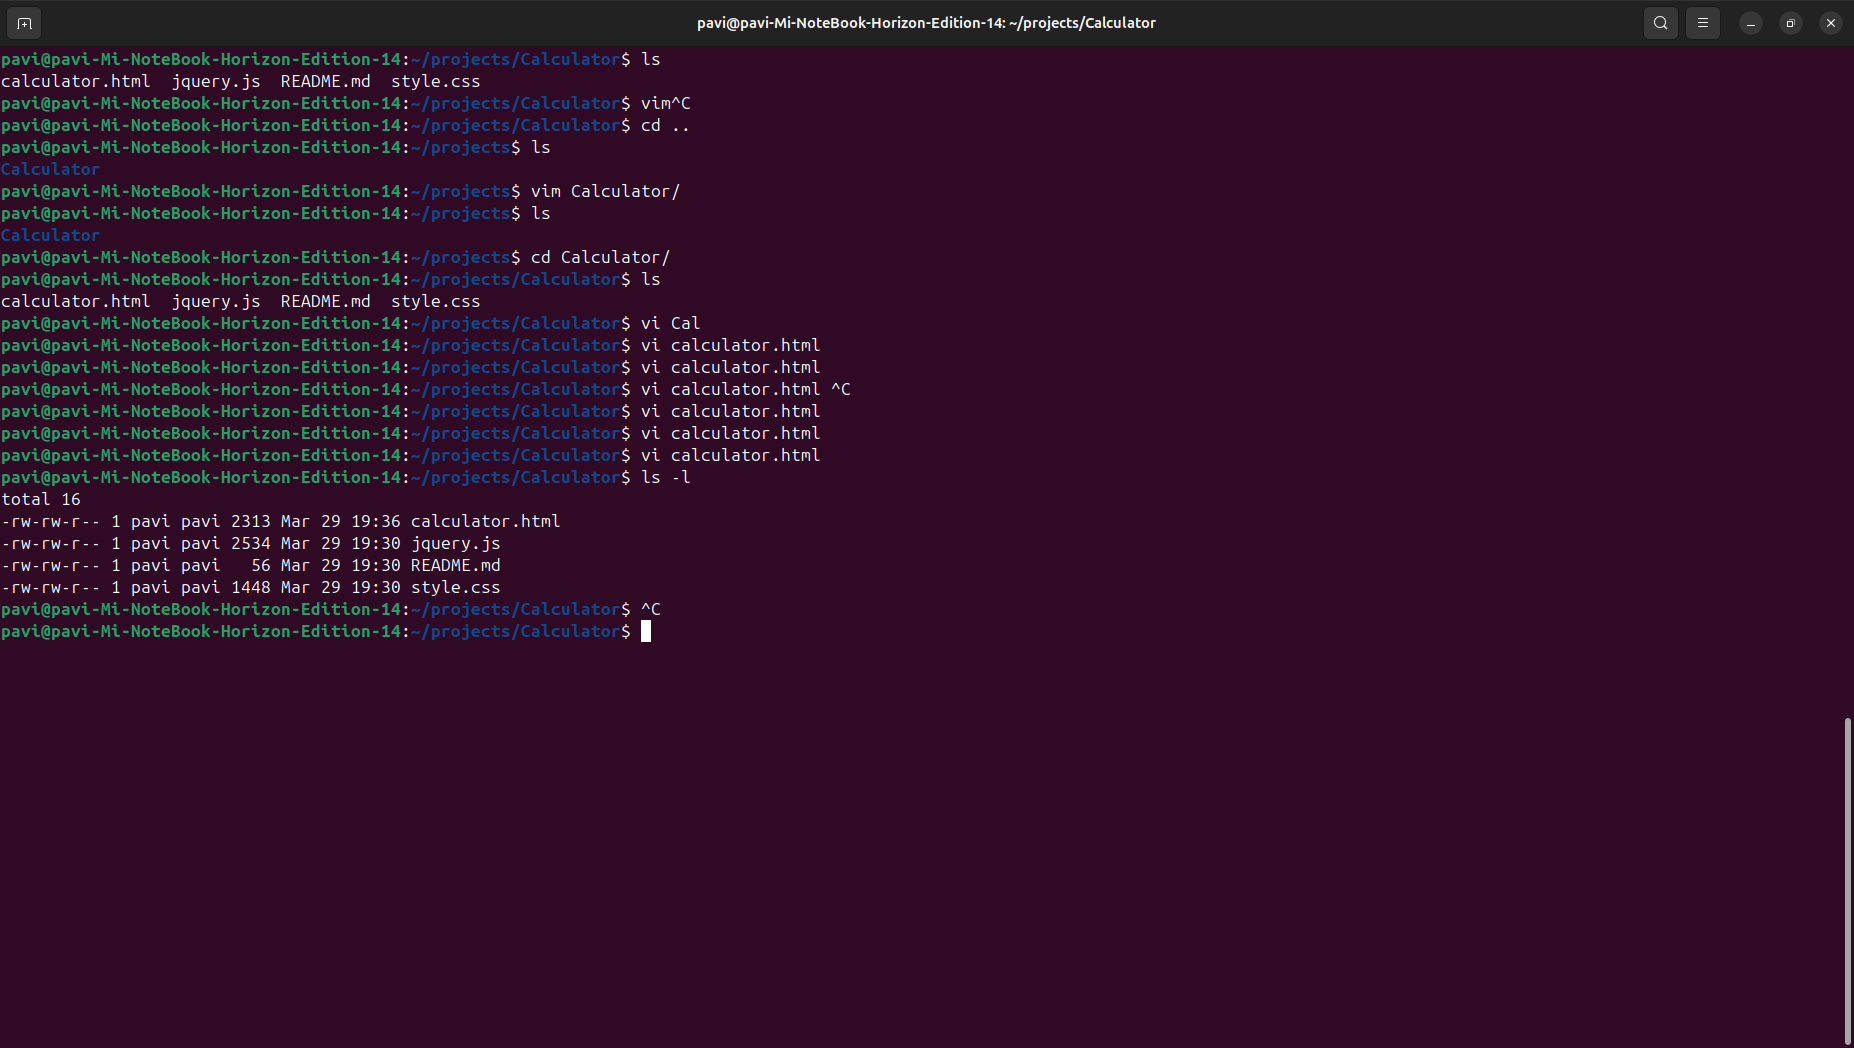 pavi@pavi-Mi-NoteBook-Horizon-Edition-14: ~/projects/Calculator
pavi@pavi-Mi-NoteBook-Horizon-Edition-14:~/projects/Calculator$ ls
calculator.html  jquery.js  README.md  style.css
pavi@pavi-Mi-NoteBook-Horizon-Edition-14:~/projects/Calculator$ vim^C
pavi@pavi-Mi-NoteBook-Horizon-Edition-14:~/projects/Calculator$ cd ..
pavi@pavi-Mi-NoteBook-Horizon-Edition-14:~/projects$ ls
Calculator
pavi@pavi-Mi-NoteBook-Horizon-Edition-14:~/projects$ vim Calculator/
pavi@pavi-Mi-NoteBook-Horizon-Edition-14:~/projects$ ls
Calculator
pavi@pavi-Mi-NoteBook-Horizon-Edition-14:~/projects$ cd Calculator/
pavi@pavi-Mi-NoteBook-Horizon-Edition-14:~/projects/Calculator$ ls
calculator.html  jquery.js  README.md  style.css
pavi@pavi-Mi-NoteBook-Horizon-Edition-14:~/projects/Calculator$ vi Cal
pavi@pavi-Mi-NoteBook-Horizon-Edition-14:~/projects/Calculator$ vi calculator.html
pavi@pavi-Mi-NoteBook-Horizon-Edition-14:~/projects/Calculator$ vi calculator.html
pavi@pavi-Mi-NoteBook-Horizon-Edition-14:~/projects/Calculator$ vi calculator.html ^C
pavi@pavi-Mi-NoteBook-Horizon-Edition-14:~/projects/Calculator$ vi calculator.html
pavi@pavi-Mi-NoteBook-Horizon-Edition-14:~/projects/Calculator$ vi calculator.html
pavi@pavi-Mi-NoteBook-Horizon-Edition-14:~/projects/Calculator$ vi calculator.html
pavi@pavi-Mi-NoteBook-Horizon-Edition-14:~/projects/Calculator$ ls -l
total 16
-rw-rw-r-- 1 pavi pavi 2313 Mar 29 19:36 calculator.html
-rw-rw-r-- 1 pavi pavi 2534 Mar 29 19:30 jquery.js
-rw-rw-r-- 1 pavi pavi   56 Mar 29 19:30 README.md
-rw-rw-r-- 1 pavi pavi 1448 Mar 29 19:30 style.css
pavi@pavi-Mi-NoteBook-Horizon-Edition-14:~/projects/Calculator$ ^C
pavi@pavi-Mi-NoteBook-Horizon-Edition-14:~/projects/Calculator$